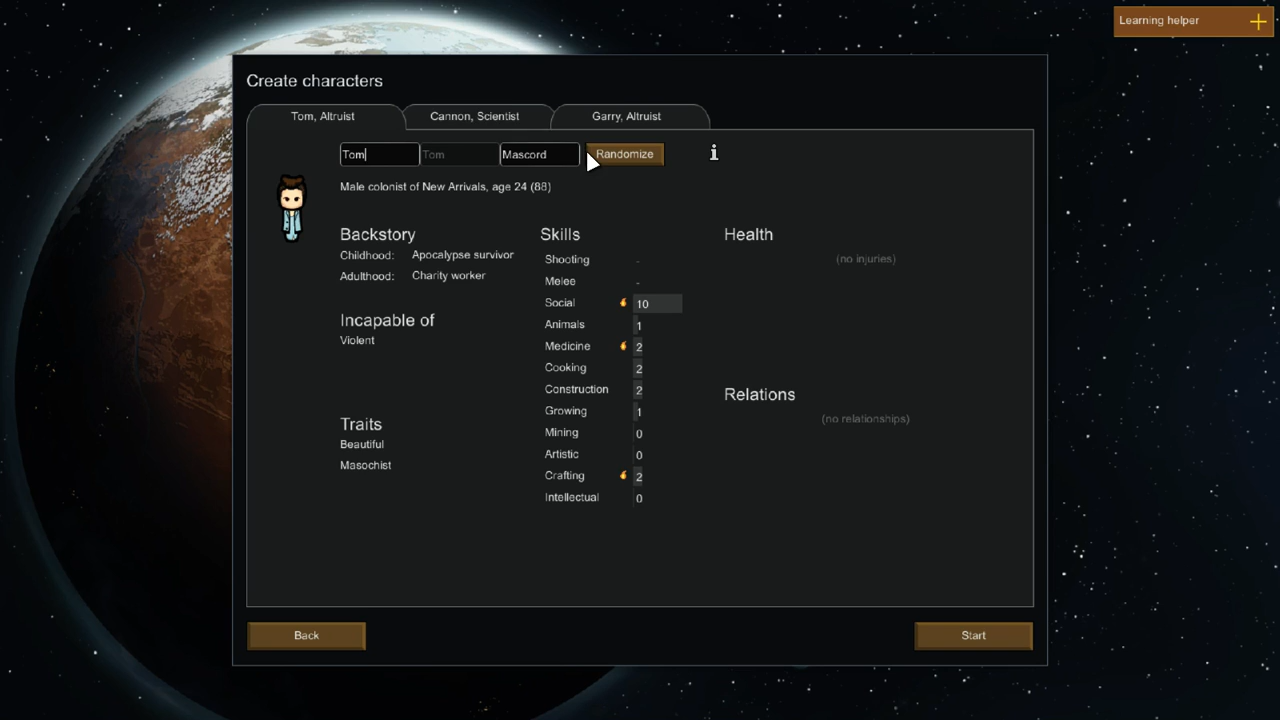 Learning helper
Create characters
Tom, Altruist Cannon, Scientist Garry, Altruist
Tom Tom Mascord Randomize
Male colonist of New Arrivals, age 24 (88)
Backstory
Childhood: Apocalypse survivor
Adulthood: Charity worker
Incapable of
Violent
Traits
Beautiful
Masochist
Skills
Shooting -
Melee -
Social 10
Animals 1
Medicine 2
Cooking 2
Construction 2
Growing 1
Mining 0
Artistic 0
Crafting 2
Intellectual 0
Health
(no injuries)
Relations
(no relationships)
Back
Start